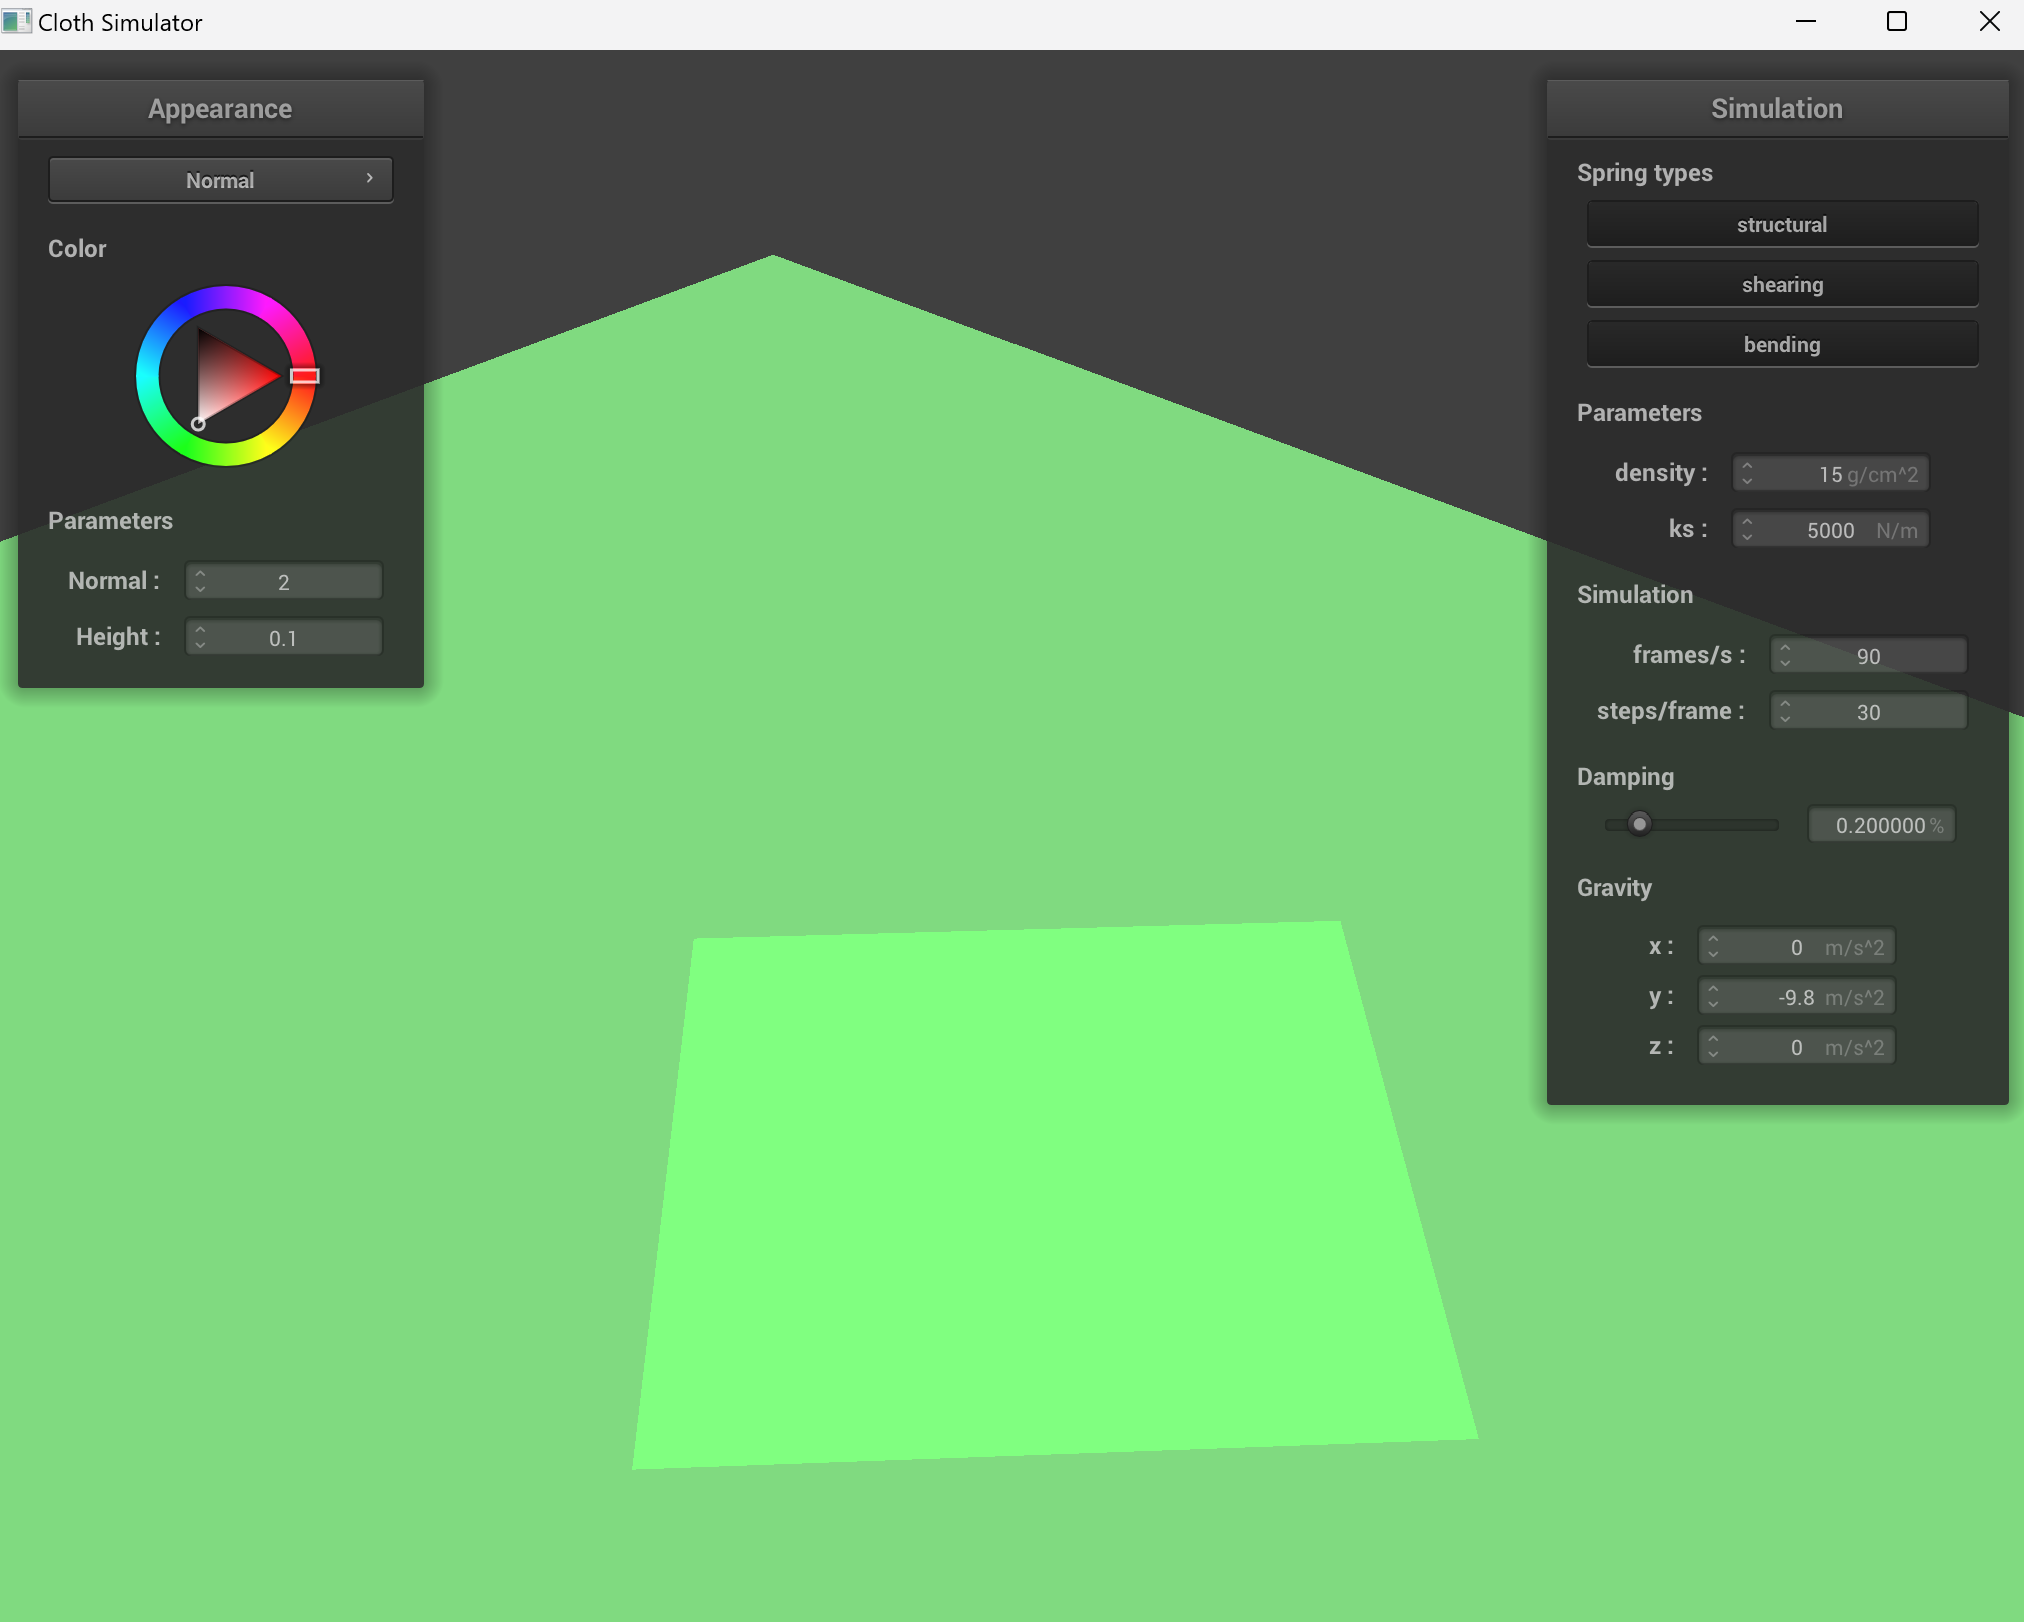 Cloth Simulator
Appearance
Normal
Color
Parameters
Normal : 2
Height : 0.1
Simulation
Spring types
structural
shearing
bending
Parameters
density : 15 g/cm^2
ks : 5000 N/m
Simulation
frames/s : 90
steps/frame : 30
Damping
0.200000 %
Gravity
x : 0 m/s^2
y : -9.8 m/s^2
z : 0 m/s^2